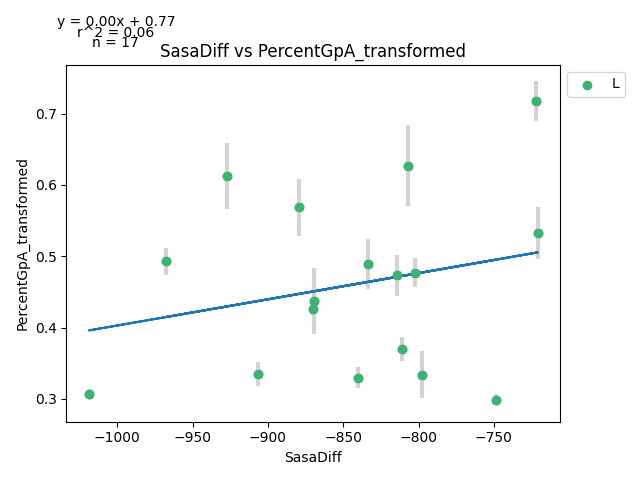 y = 0.00x + 0.77
r^2 = 0.06
n = 17
SasaDiff vs PercentGpA_transformed
L
PercentGpA_transformed
0.7
0.6
0.5
0.4
0.3
−1000
−950
−900
−850
−800
−750
SasaDiff